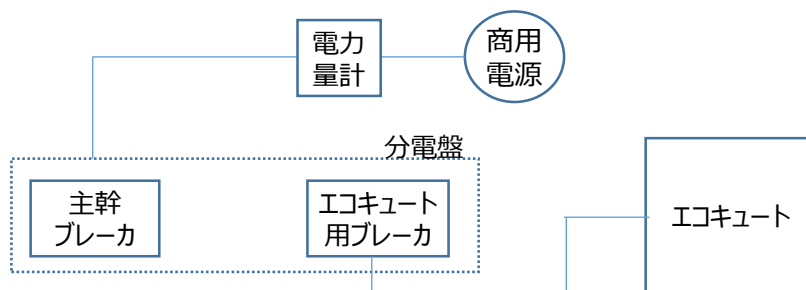 電力
量計
商用
電源
分電盤
主幹
ブレーカ
エコキュート
用ブレーカ
エコキュート